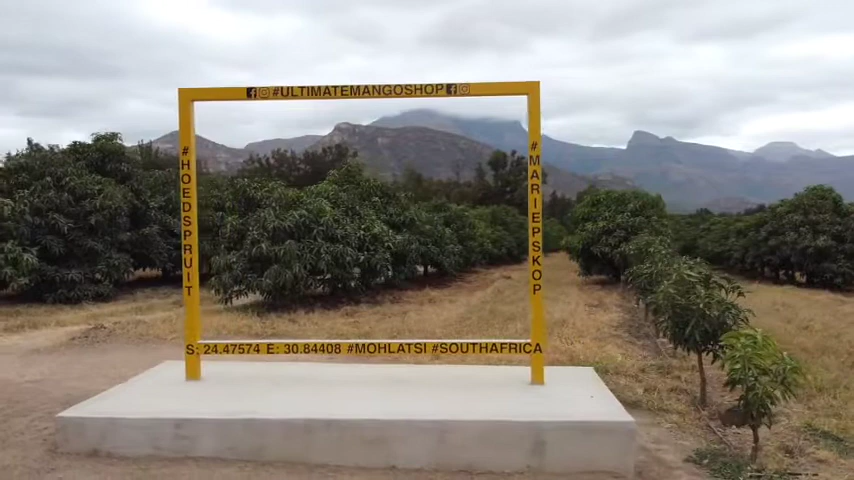 #ULTIMATEMANGOSHOP
#HOEDSPRUIT
#MARIEPSKOP
S: 24.47574 E: 30.84408 #MOHLATSI #SOUTHAFRICA